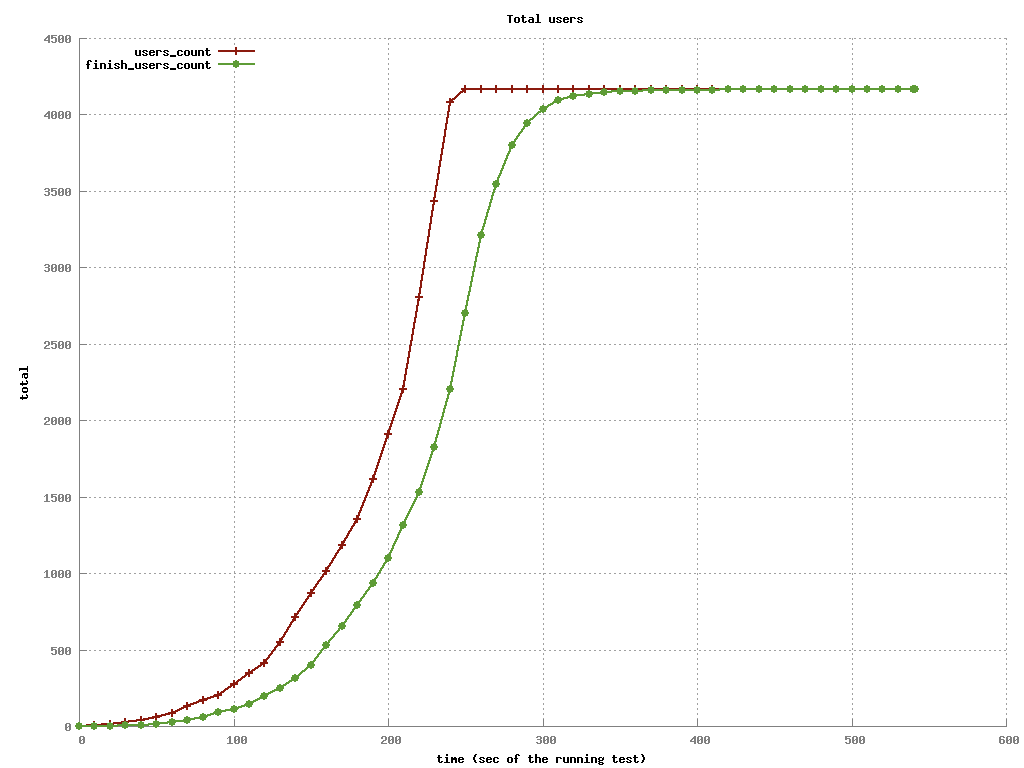 Total users
users_count
finish_users_count
4500
4000
3500
3000
2500
2000
1500
1000
500
0
total
0 100 200 300 400 500 600
time (sec of the running test)